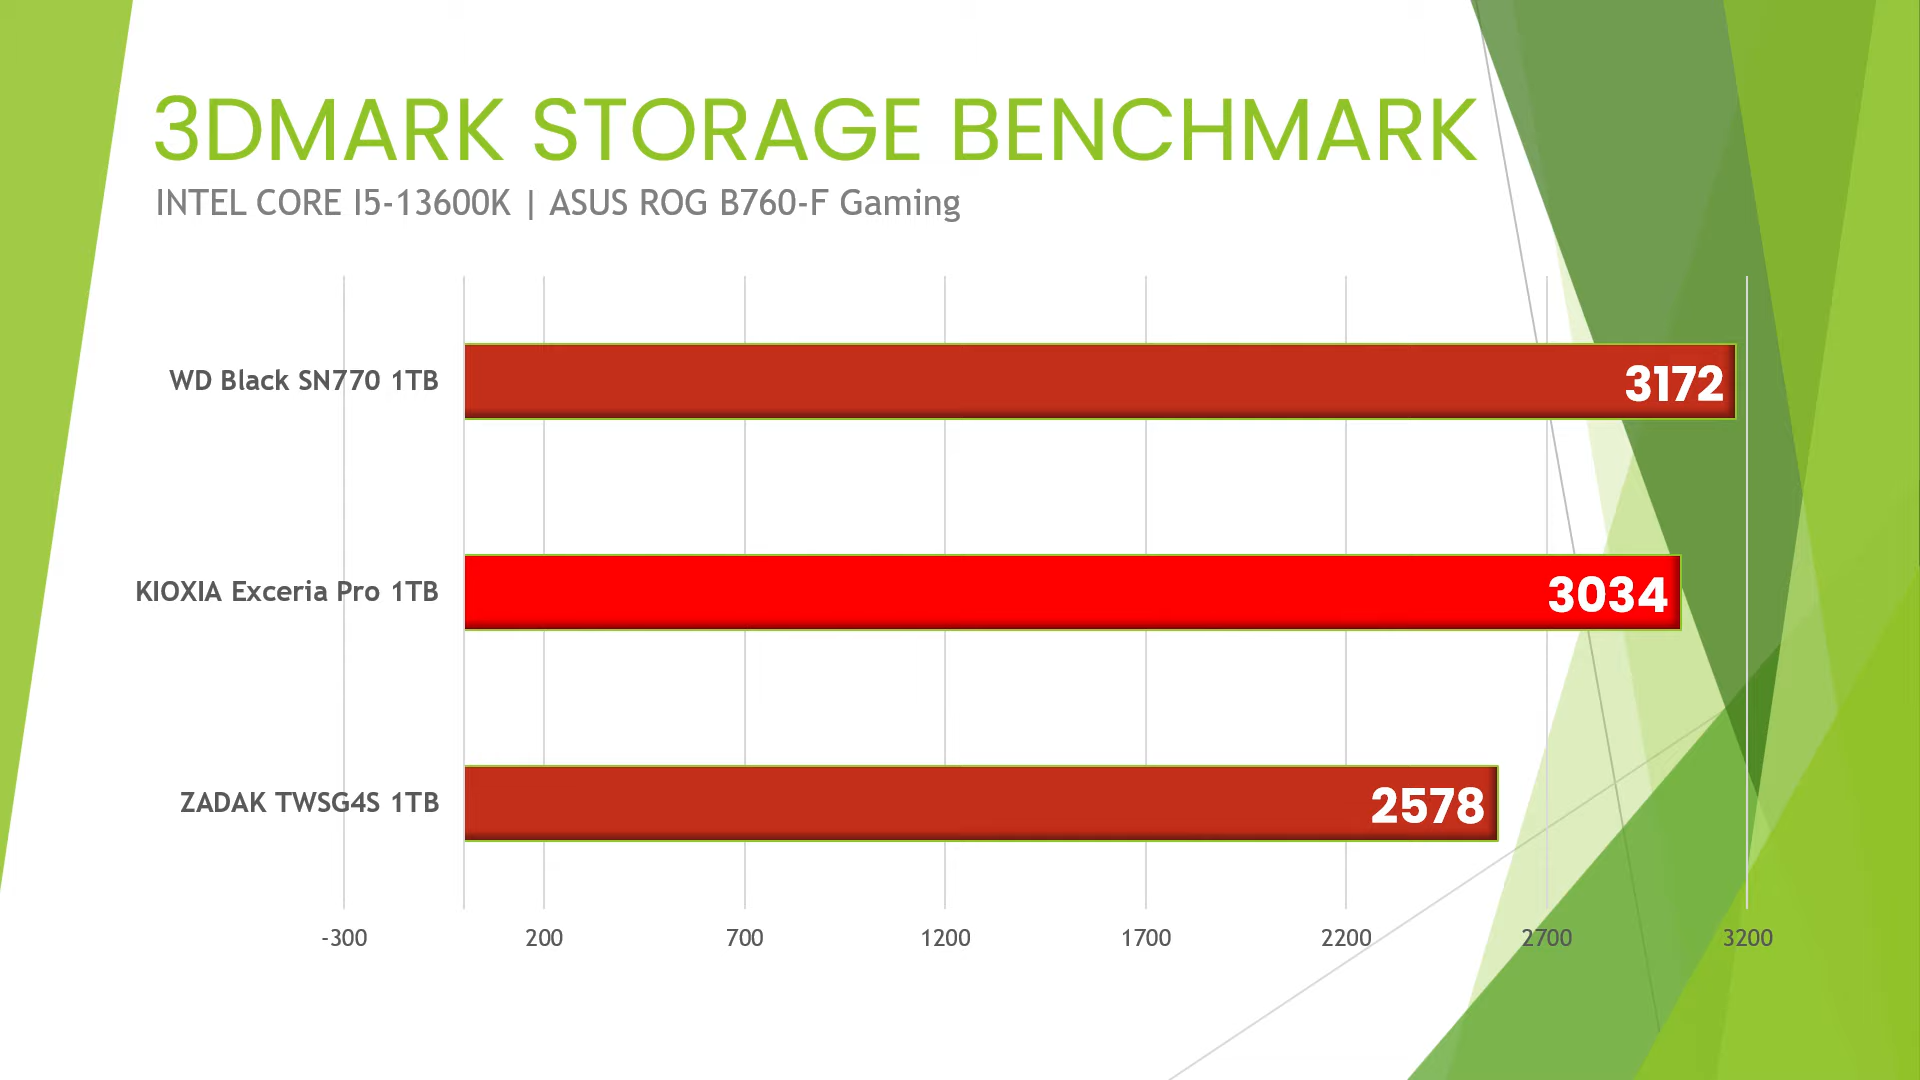 3DMARK STORAGE BENCHMARK
INTEL CORE I5-13600K | ASUS ROG B760-F Gaming
WD Black SN770 1TB
3172
KIOXIA Exceria Pro 1TB
3034
ZADAK TWSG4S 1TB
2578
-300 200 700 1200 1700 2200 2700 3200